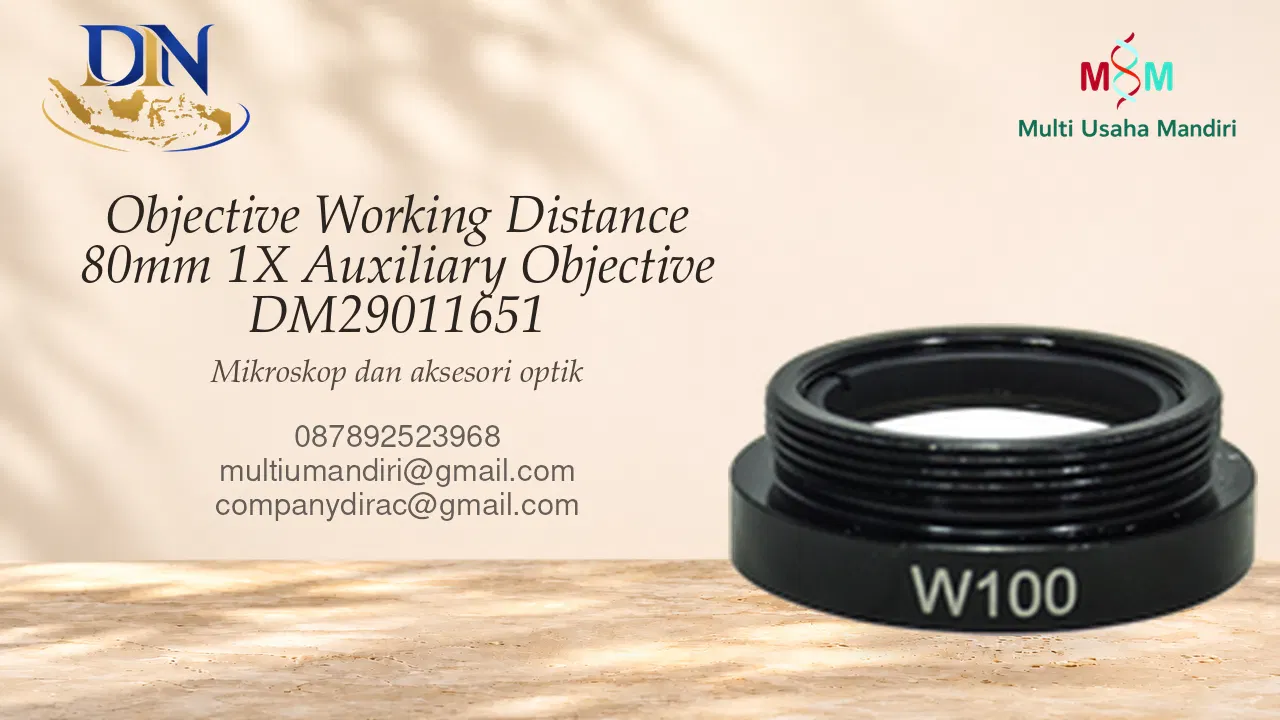 DIN
M M
Multi Usaha Mandiri
Objective Working Distance
80mm 1X Auxiliary Objective
DM29011651
Mikroskop dan aksesori optik
087892523968
multiumandiri@gmail.com
companydirac@gmail.com
W100